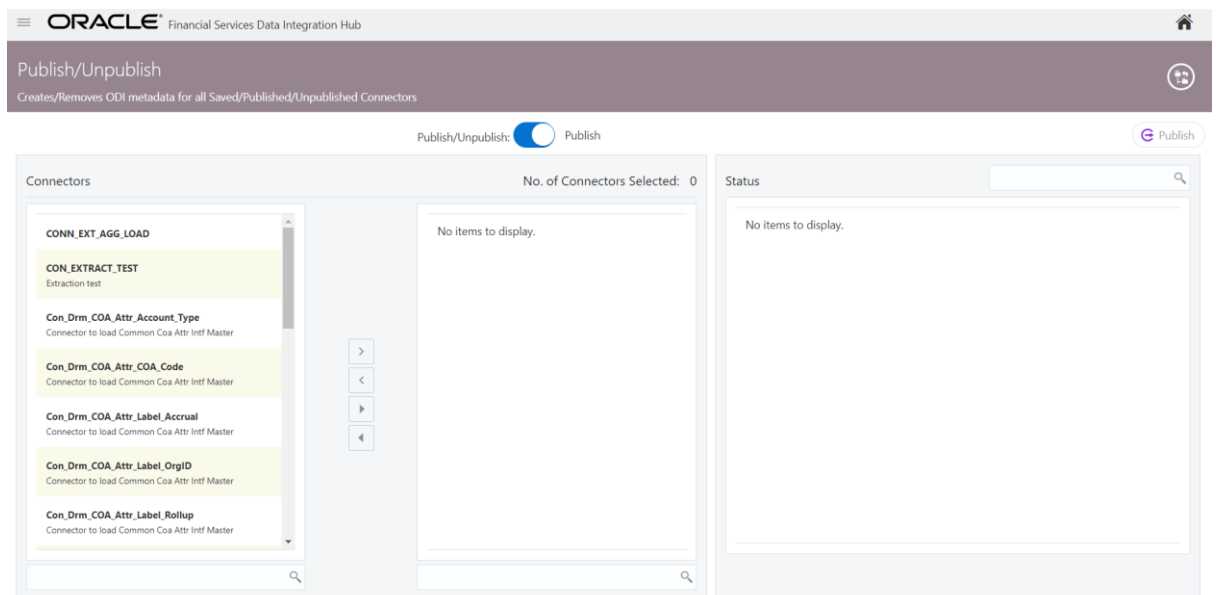 ORACLE® Financial Services Data Integration Hub
Publish/Unpublish
Creates/Removes ODI metadata for all Saved/Published/Unpublished Connectors
Publish/Unpublish: Publish
Publish
Connectors No. of Connectors Selected: 0
Status
CONN_EXT_AGG_LOAD
CON_EXTRACT_TEST
Extraction test
Con_Drm_COA_Attr_Account_Type
Connector to load Common Coa Attr Intf Master
Con_Drm_COA_Attr_COA_Code
Connector to load Common Coa Attr Intf Master
Con_Drm_COA_Attr_Label_Accrual
Connector to load Common Coa Attr Intf Master
Con_Drm_COA_Attr_Label_OrgID
Connector to load Common Coa Attr Intf Master
Con_Drm_COA_Attr_Label_Rollup
Connector to load Common Coa Attr Intf Master
No items to display.
No items to display.